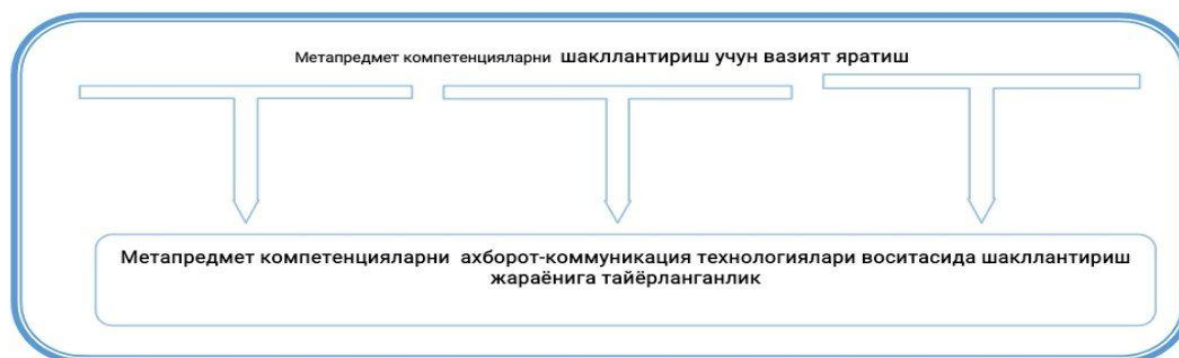 Метапредмет компетенцияларни шакллантириш учун вазият яратиш
Метапредмет компетенцияларни ахборот-коммуникация технологиялари воситасида шакллантириш
жараёнига тайёрланганлик